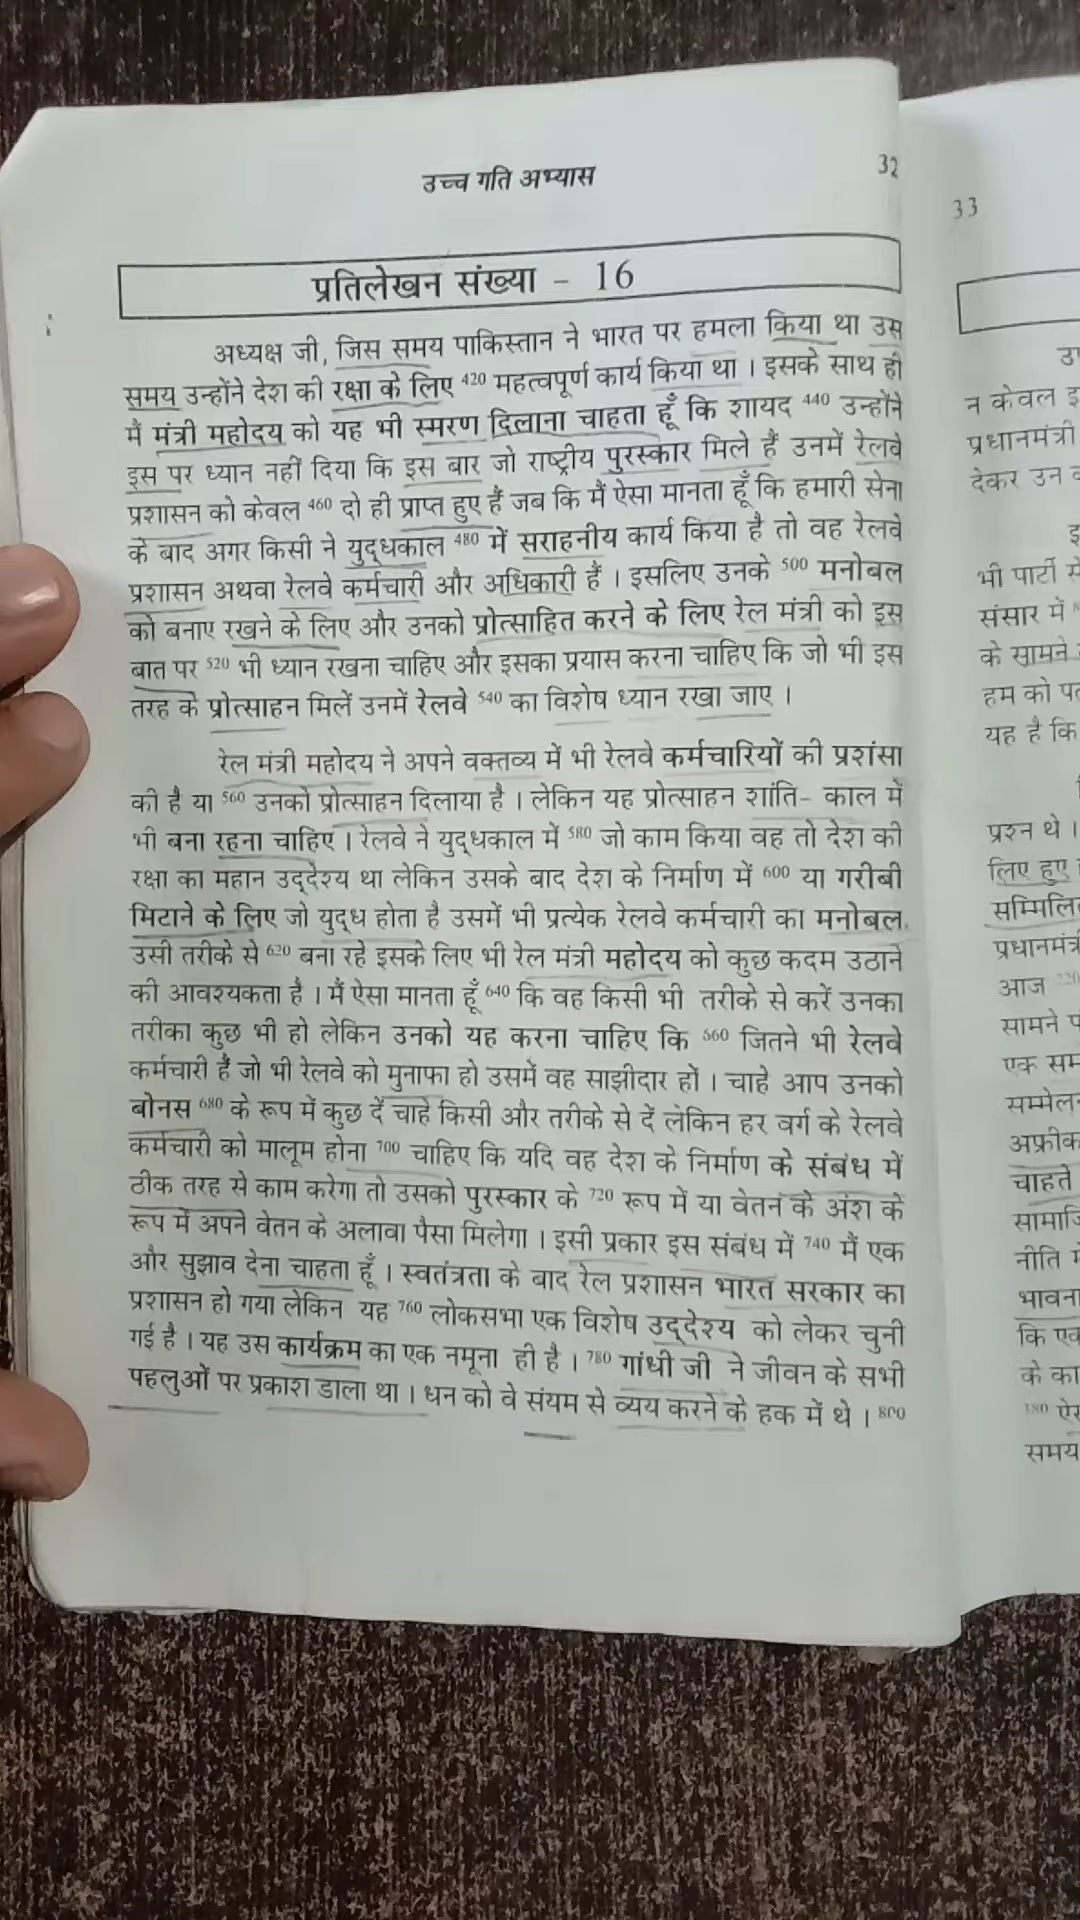 उच्च गति अभ्यास
32
प्रतिलेखन संख्या - 16
अध्यक्ष जी, जिस समय पाकिस्तान ने भारत पर हमला किया था उस
समय उन्होंने देश की रक्षा के लिए 420 महत्वपूर्ण कार्य किया था । इसके साथ ही
मैं मंत्री महोदय को यह भी स्मरण दिलाना चाहता हूँ कि शायद 440 उन्होंने
इस पर ध्यान नहीं दिया कि इस बार जो राष्ट्रीय पुरस्कार मिले हैं उनमें रेलवे
प्रशासन को केवल 460 दो ही प्राप्त हुए हैं जब कि मैं ऐसा मानता हूँ कि हमारी सेना
के बाद अगर किसी ने युद्धकाल 480 में सराहनीय कार्य किया है तो वह रेलवे
प्रशासन अथवा रेलवे कर्मचारी और अधिकारी हैं । इसलिए उनके 500 मनोबल
को बनाए रखने के लिए और उनको प्रोत्साहित करने के लिए रेल मंत्री को इस
बात पर 520 भी ध्यान रखना चाहिए और इसका प्रयास करना चाहिए कि जो भी इस
तरह के प्रोत्साहन मिलें उनमें रेलवे 540 का विशेष ध्यान रखा जाए ।
रेल मंत्री महोदय ने अपने वक्तव्य में भी रेलवे कर्मचारियों की प्रशंसा
की है या 560 उनको प्रोत्साहन दिलाया है । लेकिन यह प्रोत्साहन शांति- काल में
भी बना रहना चाहिए । रेलवे ने युद्धकाल में 580 जो काम किया वह तो देश की
रक्षा का महान उद्देश्य था लेकिन उसके बाद देश के निर्माण में 600 या गरीबी
मिटाने के लिए जो युद्ध होता है उसमें भी प्रत्येक रेलवे कर्मचारी का मनोबल
उसी तरीके से 620 बना रहे इसके लिए भी रेल मंत्री महोदय को कुछ कदम उठाने
की आवश्यकता है । मैं ऐसा मानता हूँ 640 कि वह किसी भी तरीके से करें उनका
तरीका कुछ भी हो लेकिन उनको यह करना चाहिए कि 660 जितने भी रेलवे
कर्मचारी हैं जो भी रेलवे को मुनाफा हो उसमें वह साझीदार हों । चाहे आप उनको
बोनस 680 के रूप में कुछ दें चाहे किसी और तरीके से दें लेकिन हर वर्ग के रेलवे
कर्मचारी को मालूम होना 700 चाहिए कि यदि वह देश के निर्माण के संबंध में
ठीक तरह से काम करेगा तो उसको पुरस्कार के 720 रूप में या वेतन के अंश के
रूप में अपने वेतन के अलावा पैसा मिलेगा । इसी प्रकार इस संबंध में 740 मैं एक
और सुझाव देना चाहता हूँ । स्वतंत्रता के बाद रेल प्रशासन भारत सरकार का
प्रशासन हो गया लेकिन यह 760 लोकसभा एक विशेष उद्देश्य को लेकर चुनी
गई है । यह उस कार्यक्रम का एक नमूना ही है । 780 गांधी जी ने जीवन के सभी
पहलुओं पर प्रकाश डाला था । धन को वे संयम से व्यय करने के हक में थे । 800
33
न केवल
प्रधानमंत्री
देकर उन
भी पार्टी
संसार में
के सामने
हम को
यह है कि
प्रश्न थे ।
लिए हुए
प्रधानमंत्री
आज
सामने
एक
चाहते
नीति
कि
के
समय